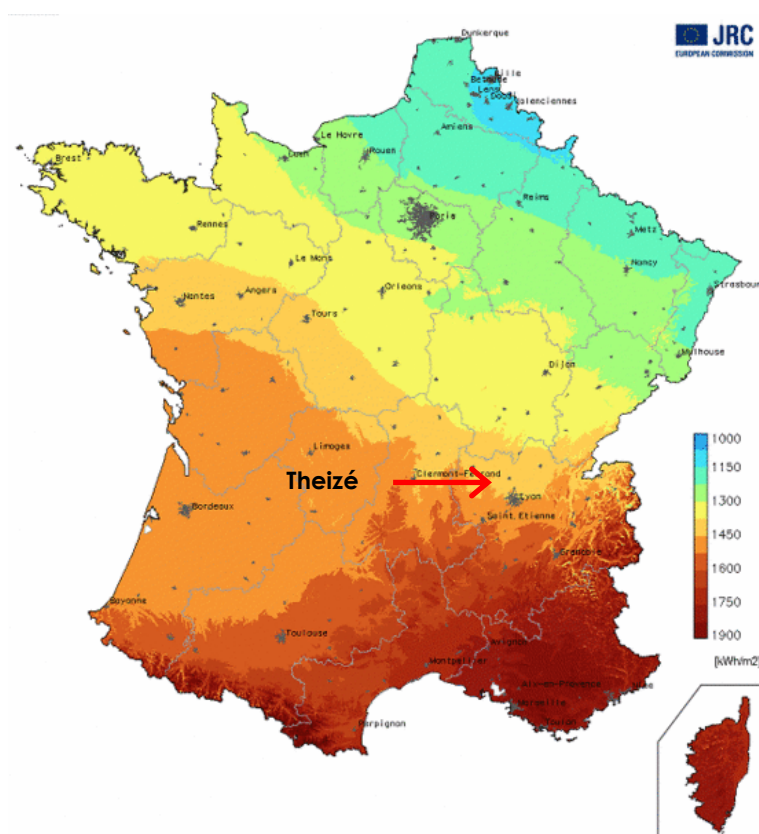 Dunkerque
JRC
EUROPEAN COMMISSION
Lille
Lens
Valenciennes
Amiens
Le Havre
Rouen
Caen
Brest
Paris
Reims
Metz
Nancy
Strasbourg
Rennes
Le Mans
Orleans
Angers
Nantes
Tours
Mulhouse
Dijon
Limoges
Clermont-Ferrand
Theizé
Lyon
Saint Etienne
Bordeaux
Grenoble
Bayonne
Toulouse
Avignon
Montpellier
Aix-en-Provence
Marseille
Toulon
Perpignan
1000
1150
1300
1450
1600
1750
1900
[kWh/m2]